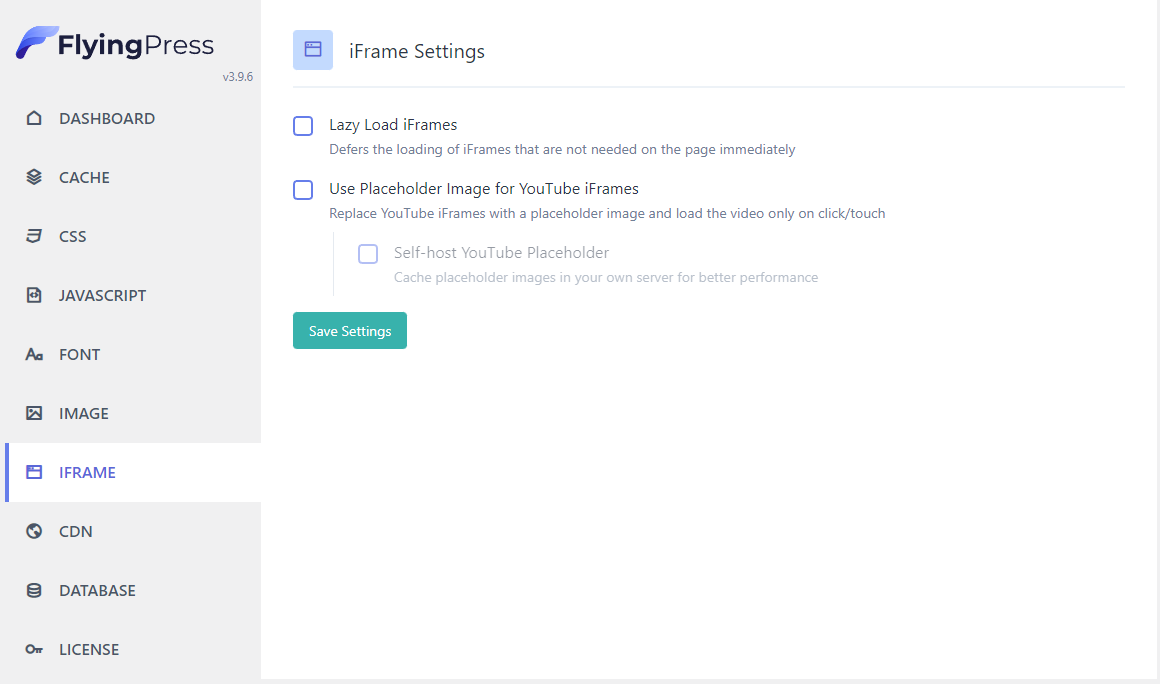 FlyingPress
v3.9.6
DASHBOARD
CACHE
CSS
JAVASCRIPT
FONT
IMAGE
IFRAME
CDN
DATABASE
LICENSE
iFrame Settings
Lazy Load iFrames
Defers the loading of iFrames that are not needed on the page immediately
Use Placeholder Image for YouTube iFrames
Replace YouTube iFrames with a placeholder image and load the video only on click/touch
Self-host YouTube Placeholder
Cache placeholder images in your own server for better performance
Save Settings